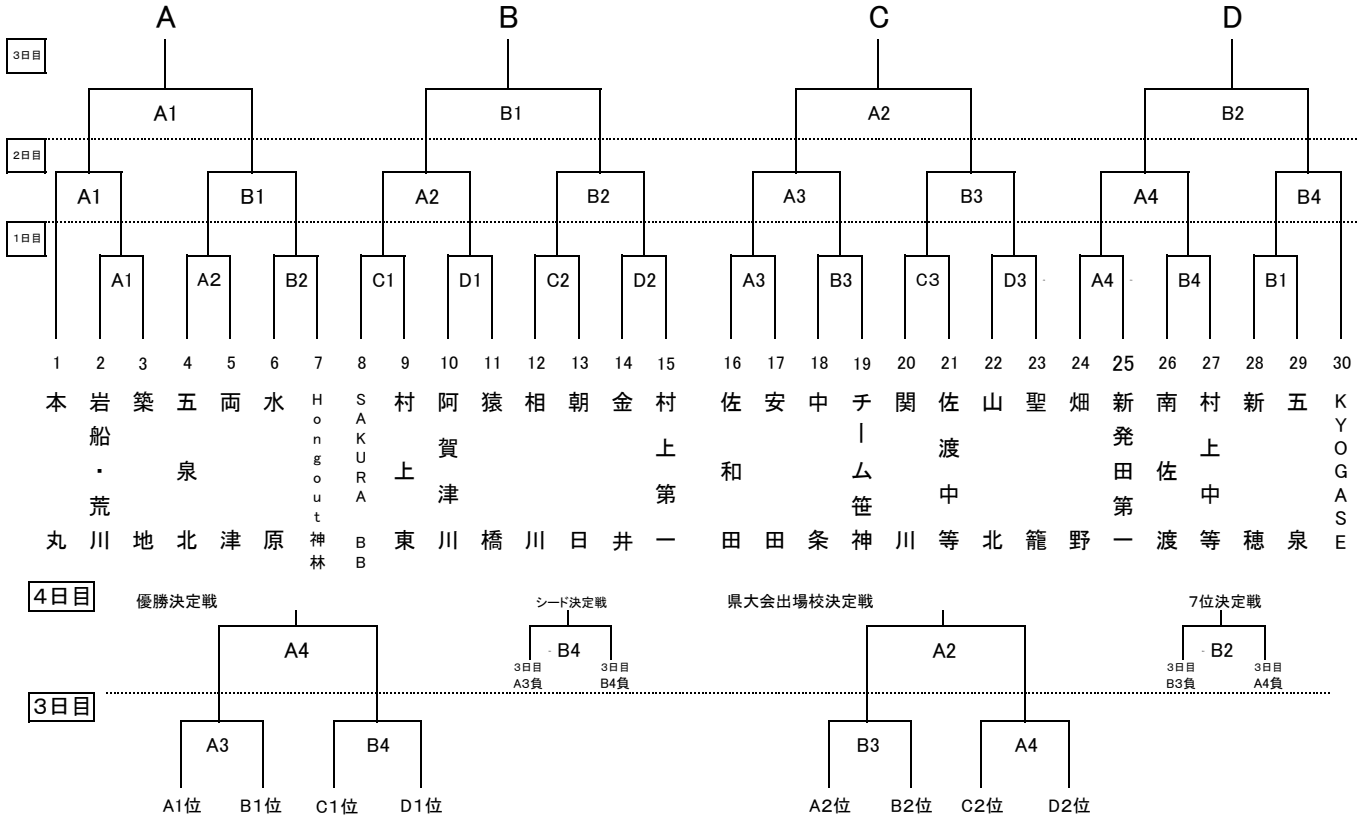 A B C D
3日目
A1 B1 A2 B2
2日目
A1 B1 A2 B2 A3 B3 A4 B4
1日目
A1 A2 B2 C1 D1 C2 D2 A3 B3 C3 D3 A4 B4 B1
1 2 3 4 5 6 7 8 9 10 11 12 13 14 15 16 17 18 19 20 21 22 23 24 25 26 27 28 29 30
本丸
岩船・荒川
築地
五泉北
両津
水原
Hongout神林
SAKURA BB
村上東
阿賀津川
猿橋
相川
朝日
金井
村上第一
佐和田
安田
中条
チーム笹神
関川
佐渡中等
山北
聖籠
畑野
新発田第一
南佐渡
村上中等
新穂
五泉
KYOGASE
4日目
優勝決定戦 シード決定戦 県大会出場校決定戦 7位決定戦
A4 B4 A2 B2
3日目 3日目 3日目 3日目
A3負 B4負 B3負 A4負
3日目
A3 B4 B3 A4
A1位 B1位 C1位 D1位 A2位 B2位 C2位 D2位